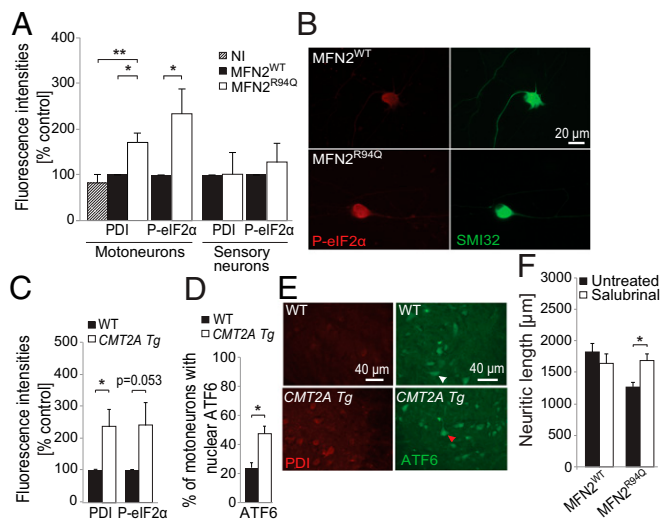 A
Fluorescence intensities
[% control]
400
300
200
100
0
**
*
*
NI
MFN2WT
MFN2R94Q
PDI P-eIF2α PDI P-eIF2α
Motoneurons Sensory
neurons
B
MFN2WT
20 µm
MFN2R94Q
P-eIF2α SMI32
C
WT
CMT2A Tg
Fluorescence intensities
[% control]
500
400
300
200
100
0
*
p=0.053
PDI P-eIF2α
D
WT
CMT2A Tg
% of motoneurons with
nuclear ATF6
80
60
40
20
0
*
ATF6
E
WT WT
40 µm 40 µm
CMT2A Tg CMT2A Tg
PDI ATF6
F
Untreated
Salubrinal
Neuritic length [µm]
3000
2500
2000
1500
1000
500
0
*
MFN2WT
MFN2R94Q